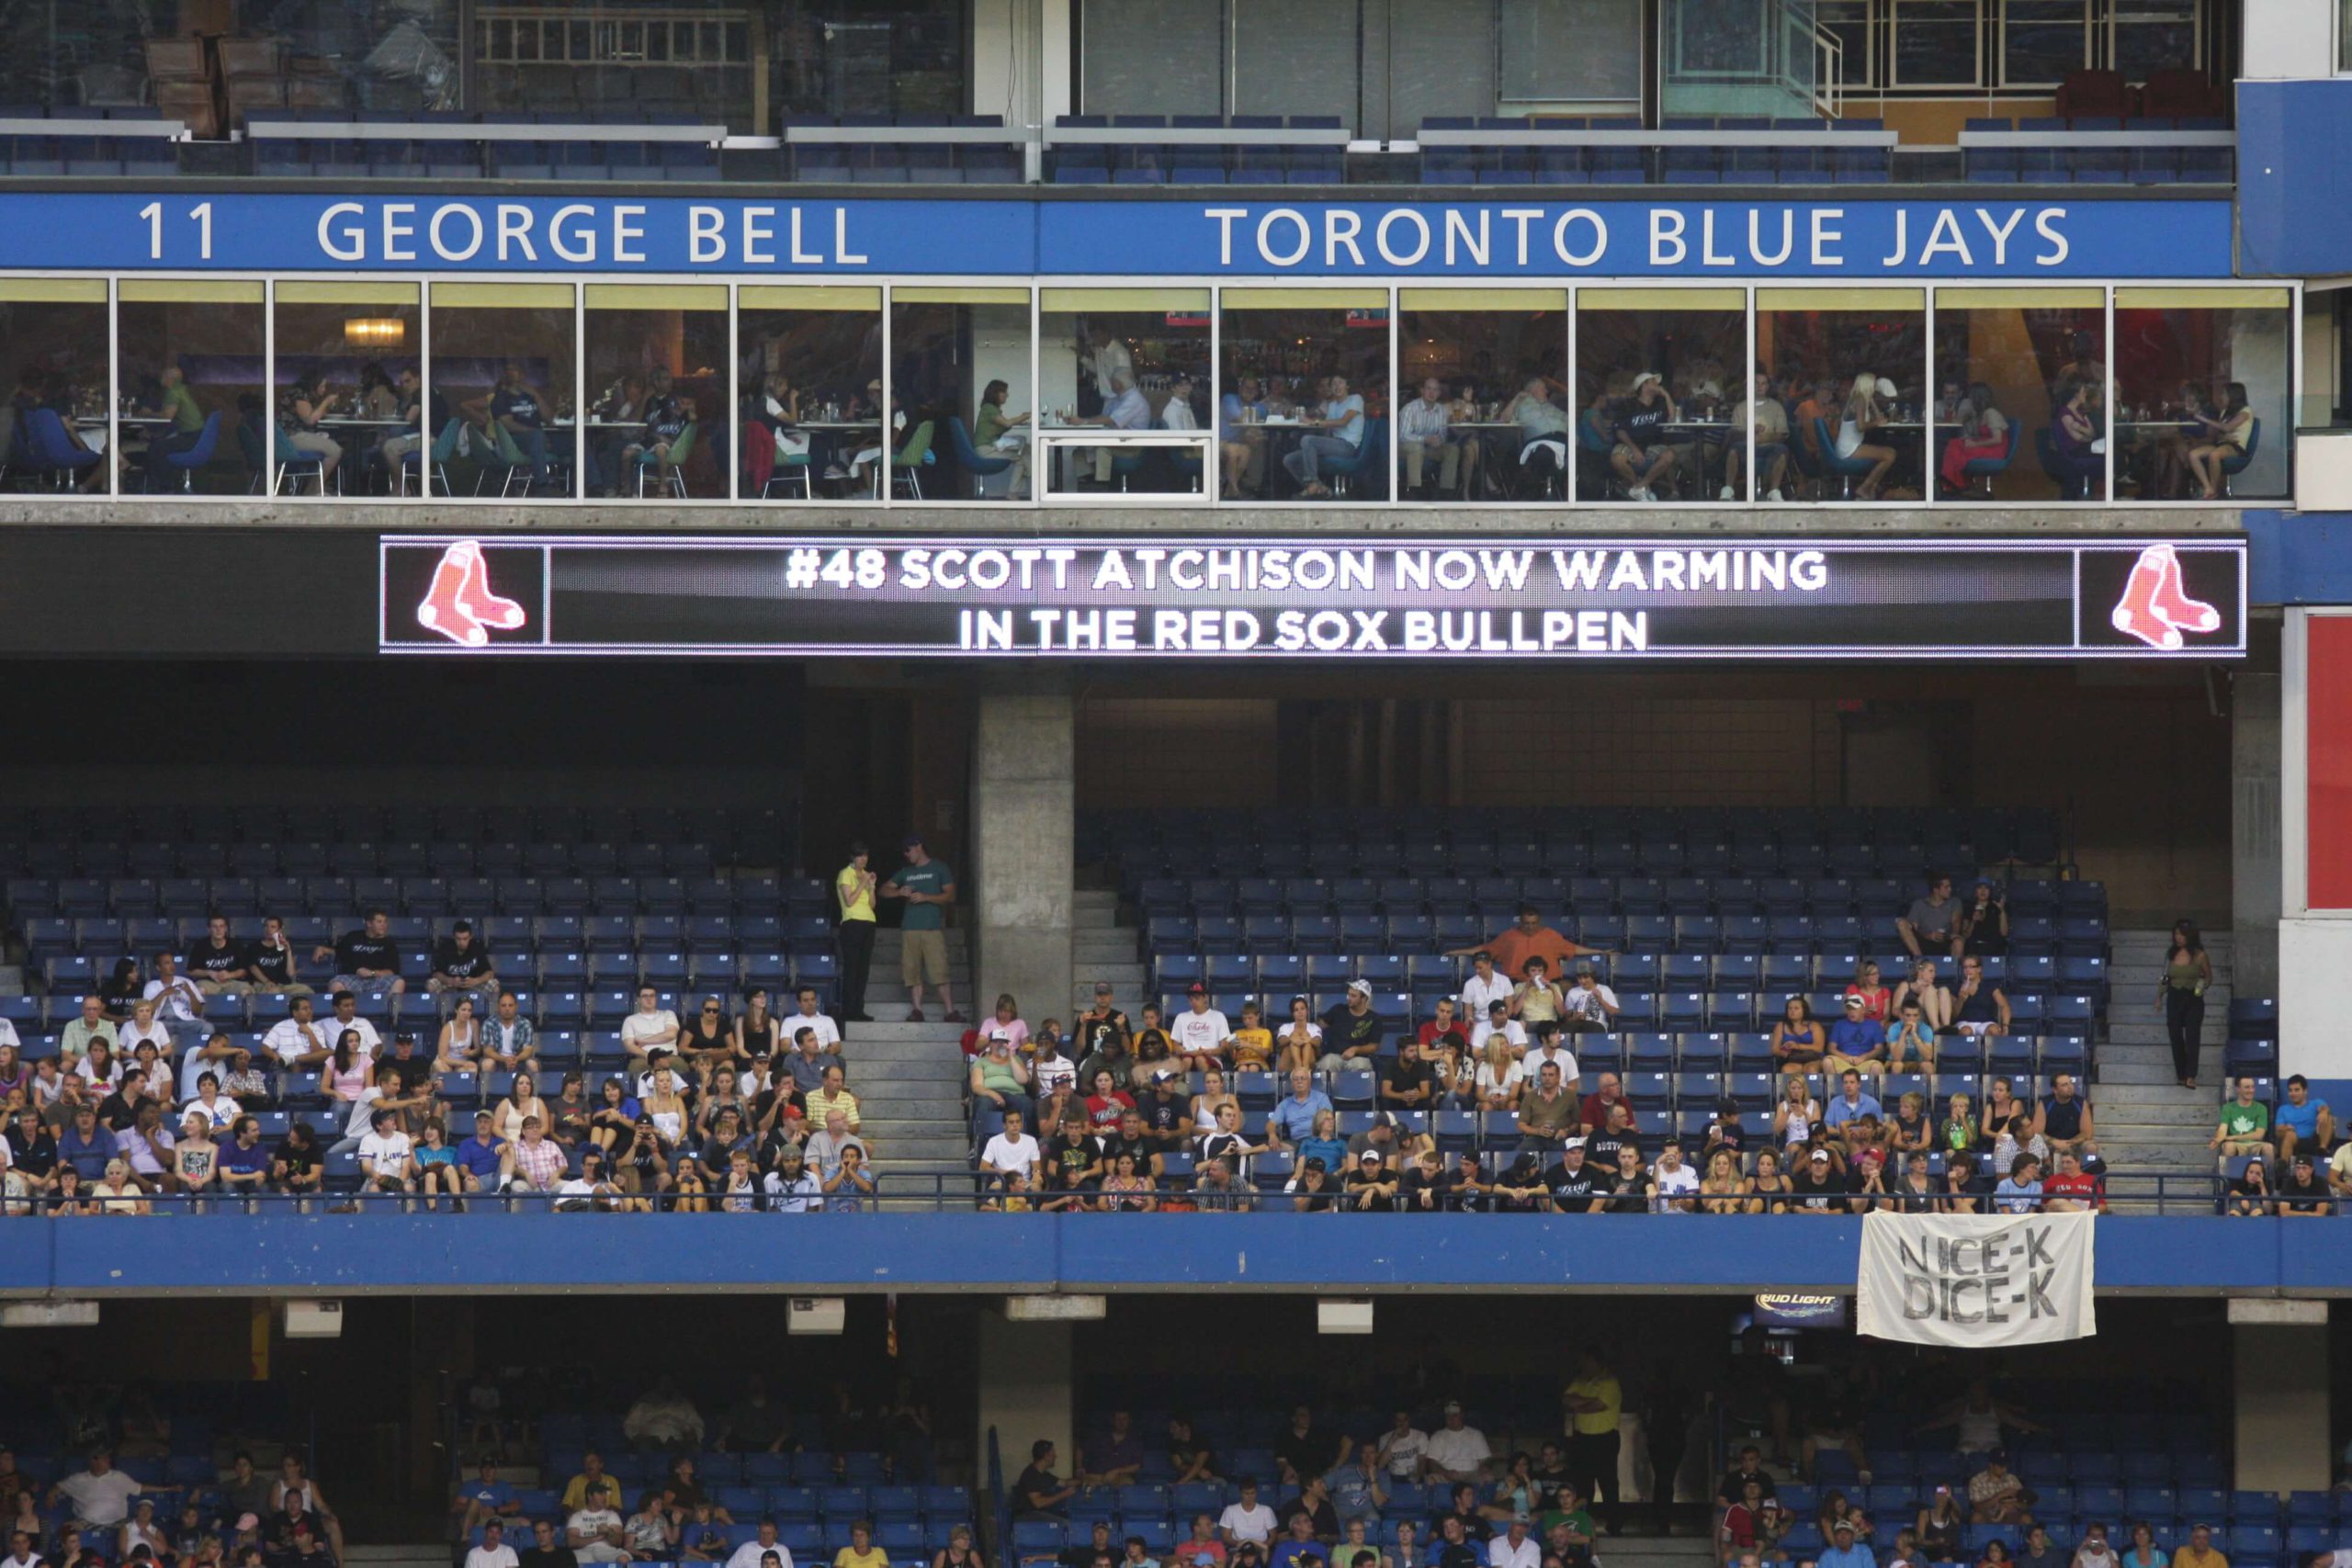 11 GEORGE BELL TORONTO BLUE JAYS
#48 SCOTT ATCHISON NOW WARMING
IN THE RED SOX BULLPEN
NICE-K
DICE-K
BUD LIGHT